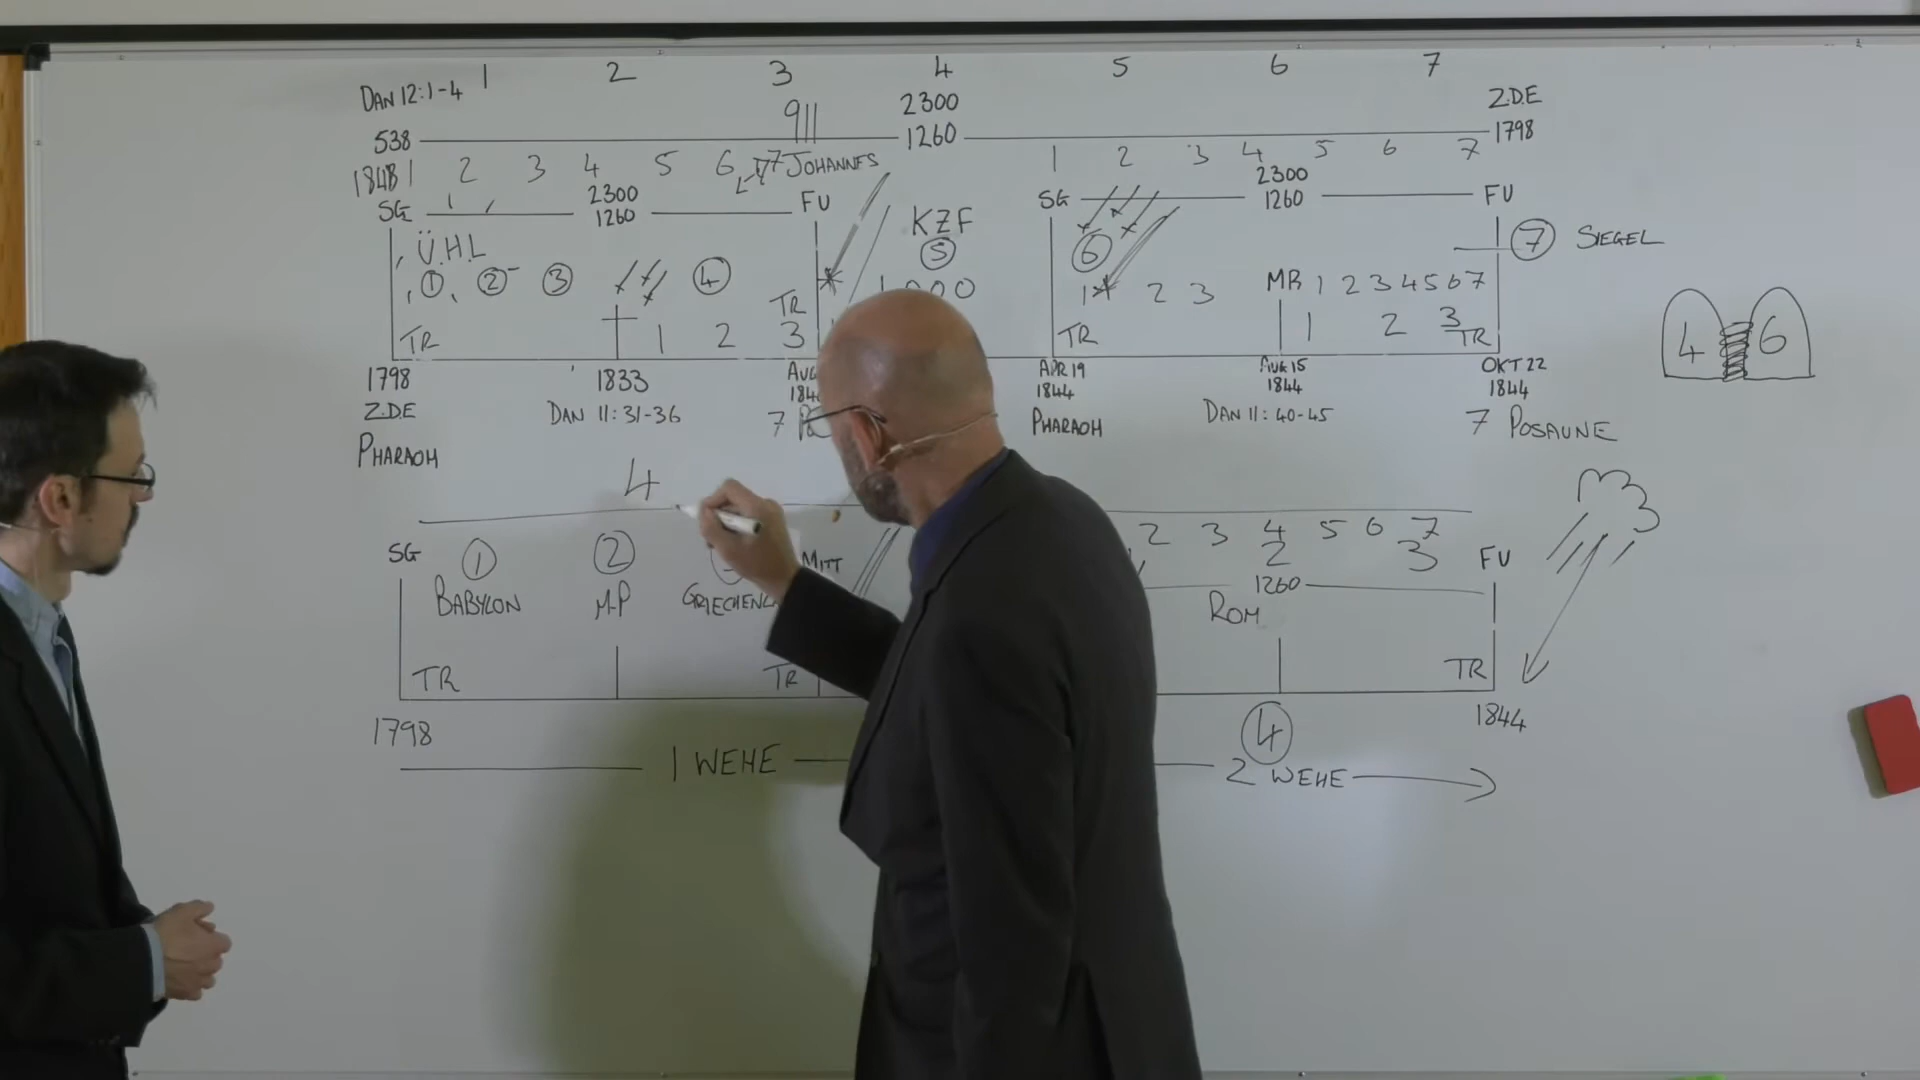 1 2 3 4 5 6 7
DAN 12:1-4 911 2300 Z.D.E
538 1260 1798
1 2 3 4 5 6 7 JOHANNES 1 2 3 4 5 6 7
2300 2300
SG 1260 FU SG 1260 FU
Ü.H.L KZF 7 SIEGEL
1 2 3 4 5 6
TR 1 2 3 MR 1 2 3 4 5 6 7
TR 1 2 3 TR 1 2 3 TR
4 6
1798 1833 AUG APR 19 AUG 15 OKT 22
184 1844 1844 1844
Z.D.E DAN 11:31-36 7 PHARAOH DAN 11:40-45 7 POSAUNE
PHARAOH
4
2 3 4 5 6 7
SG 1 2 MITT 2 3 FU
BABYLON M-P GRIECHENL 1260
ROM
TR TR TR
1798 4 1844
1 WEHE 2 WEHE